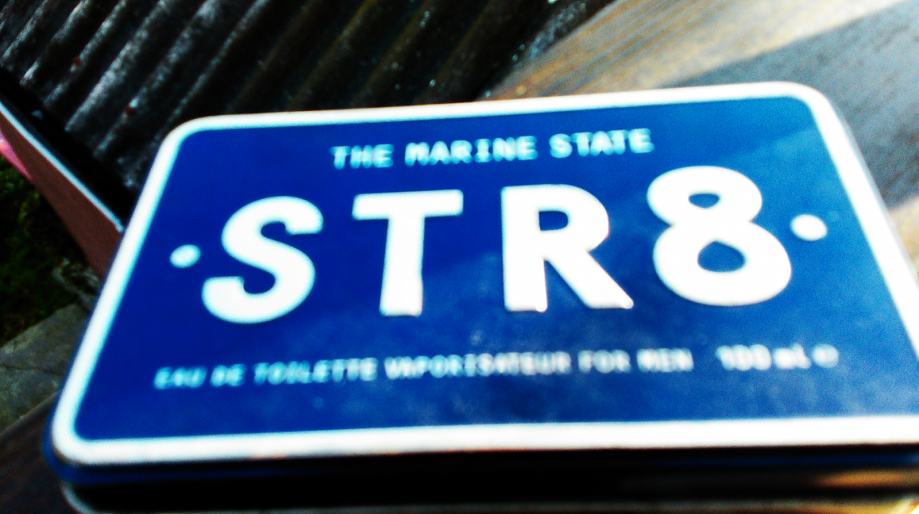 THE MARINE STATE
·STR8·
EAU DE TOILETTE VAPORISATEUR FOR MEN 100 ml e